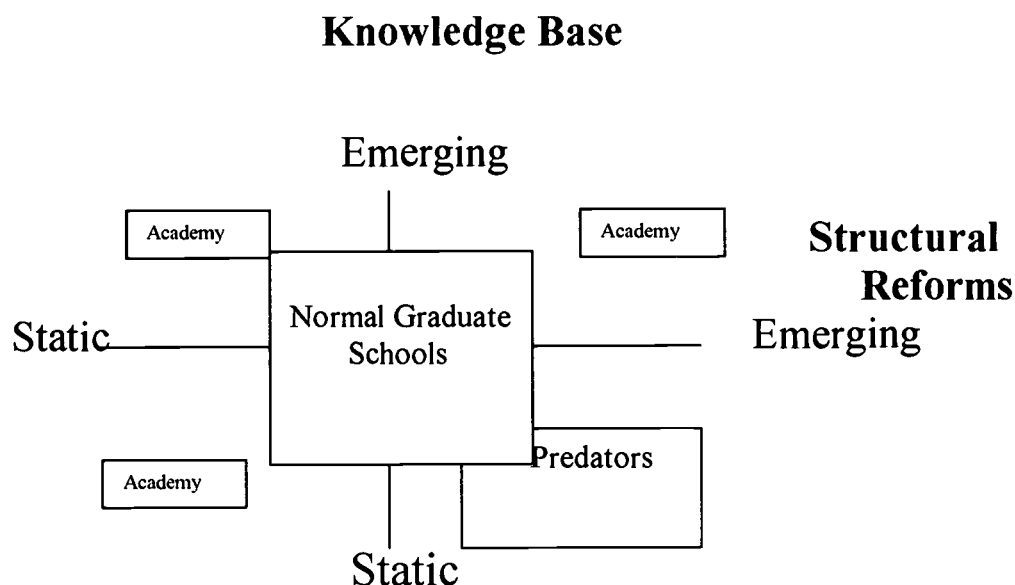 Knowledge Base
Emerging
Academy
Academy
Structural
Reforms
Normal Graduate
Schools
Static
Emerging
Predators
Academy
Static